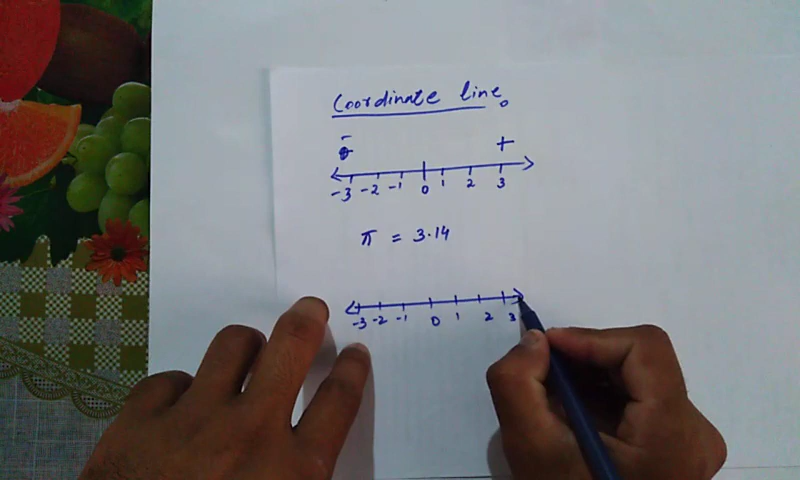 Coordinate line.
- +
-3 -2 -1 0 1 2 3
π = 3.14
-3 -2 -1 0 1 2 3